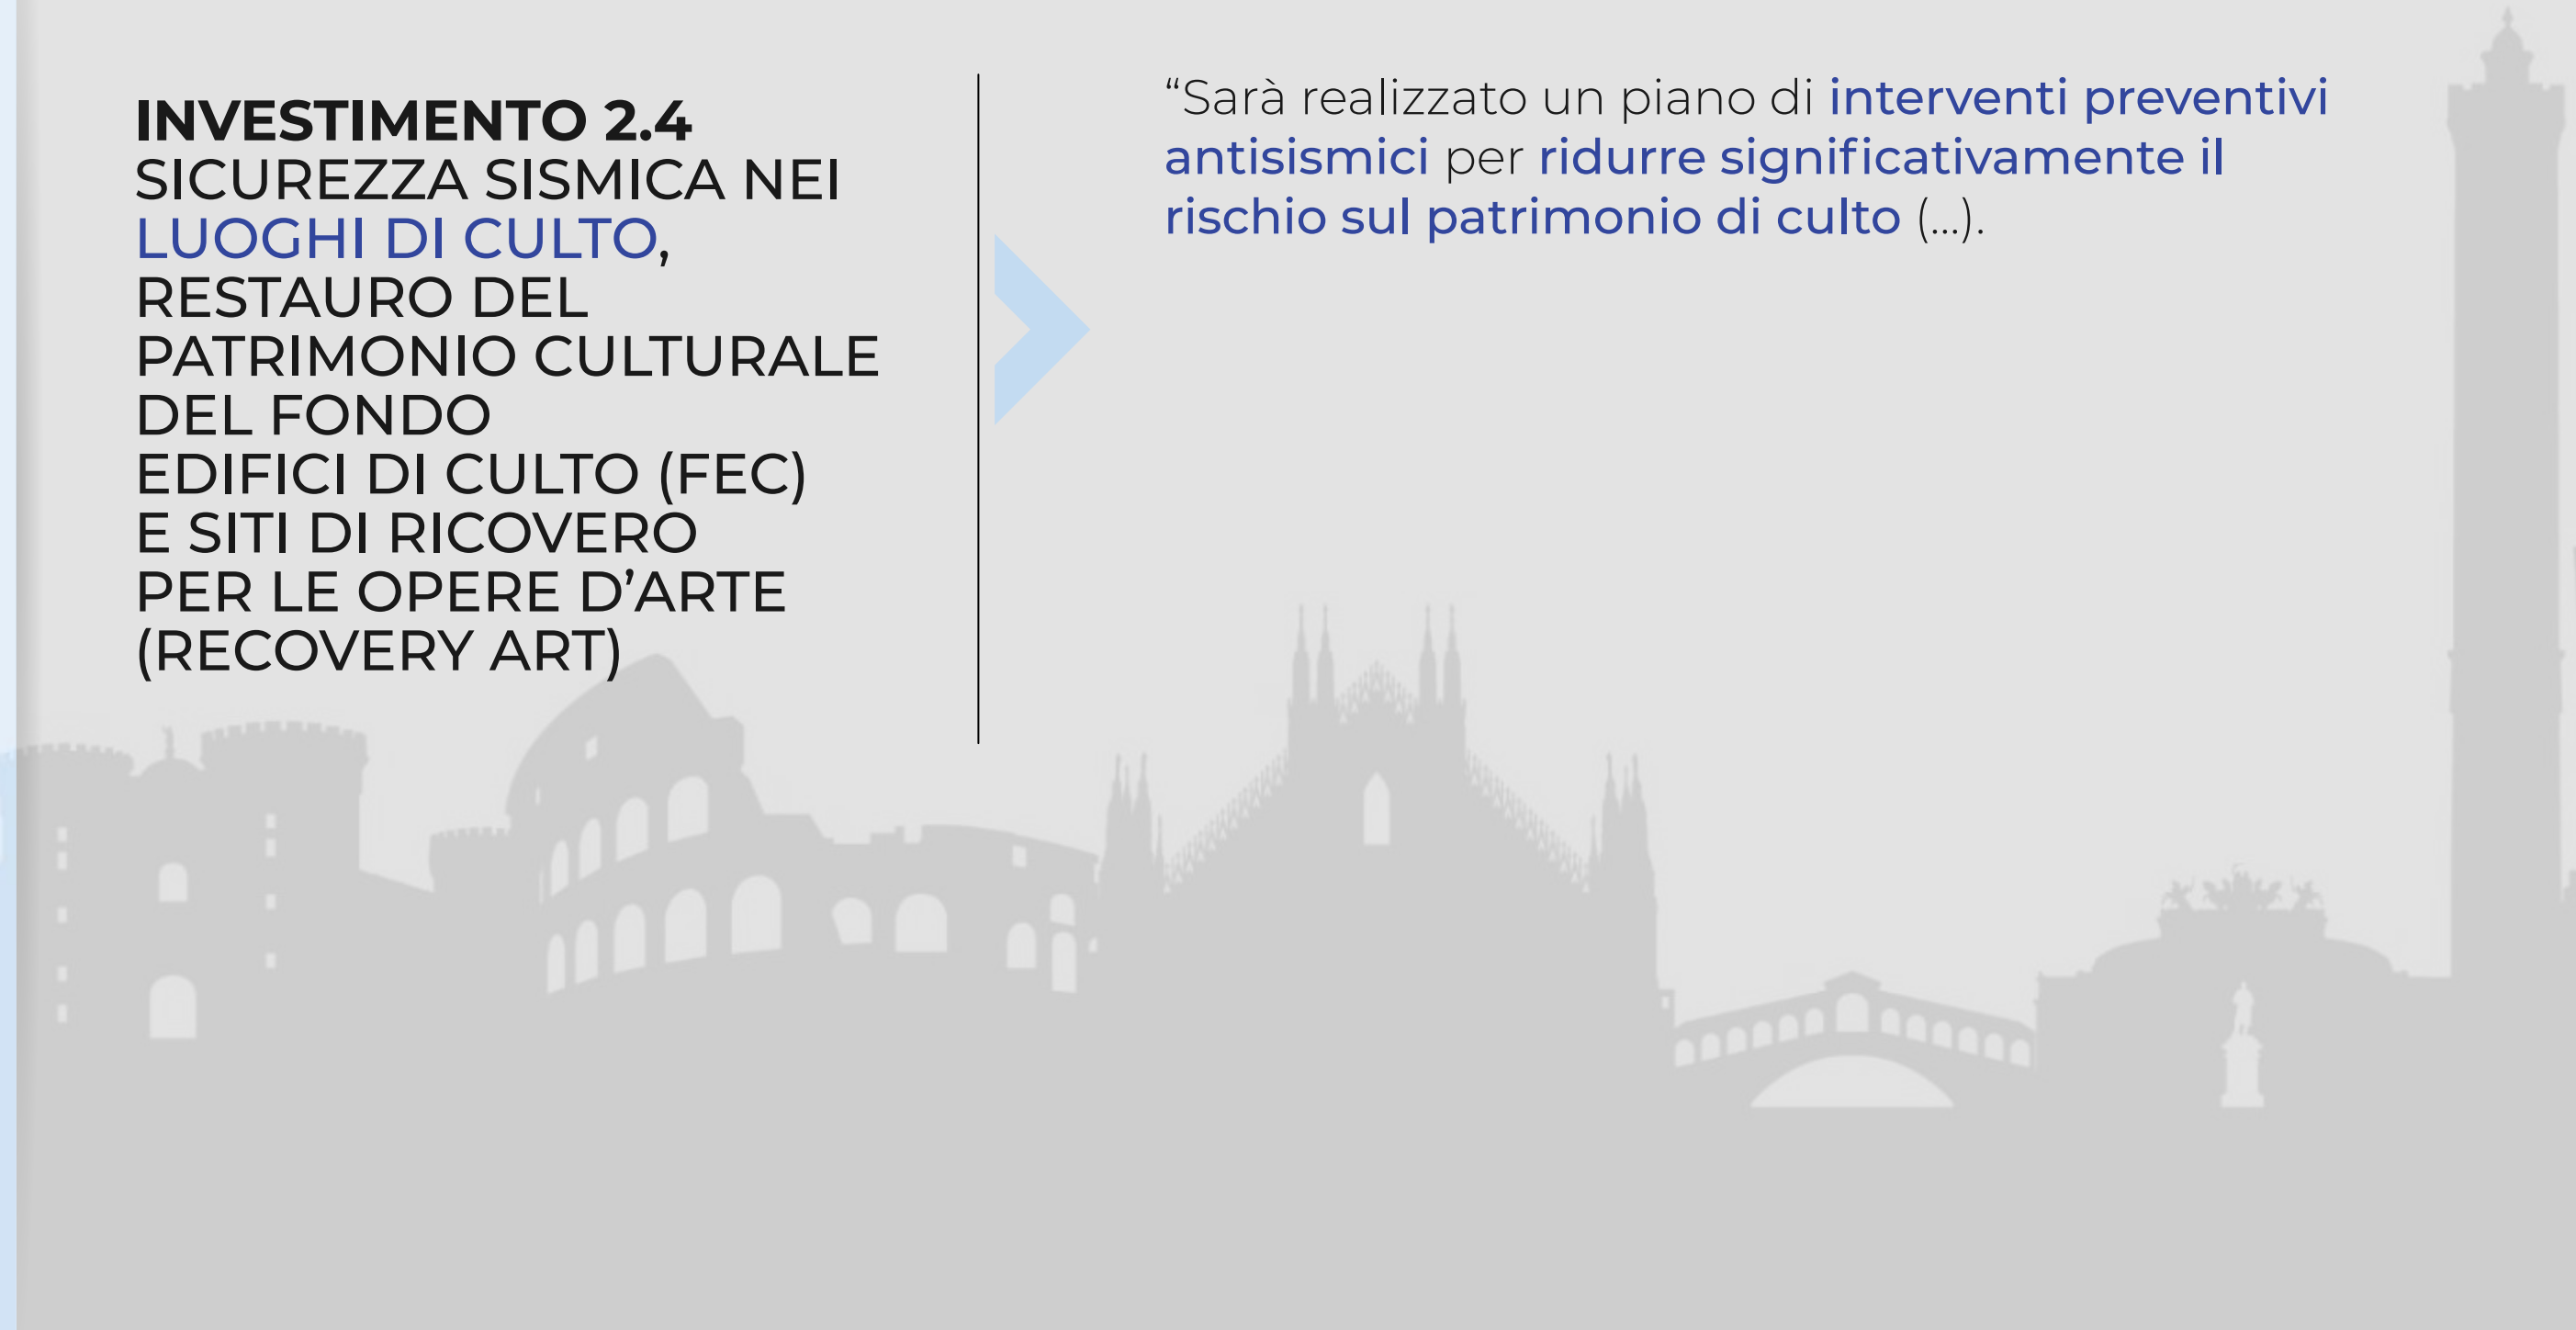 INVESTIMENTO 2.4
SICUREZZA SISMICA NEI
LUOGHI DI CULTO,
RESTAURO DEL
PATRIMONIO CULTURALE
DEL FONDO
EDIFICI DI CULTO (FEC)
E SITI DI RICOVERO
PER LE OPERE D’ARTE
(RECOVERY ART)
“Sarà realizzato un piano di interventi preventivi
antisismici per ridurre significativamente il
rischio sul patrimonio di culto (...).